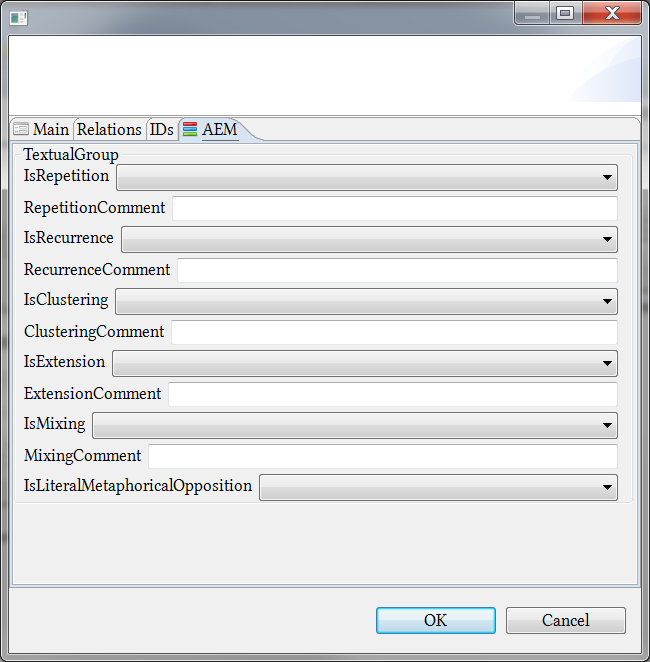 Main Relations IDs AEM
TextualGroup
IsRepetition
RepetitionComment
IsRecurrence
RecurrenceComment
IsClustering
ClusteringComment
IsExtension
ExtensionComment
IsMixing
MixingComment
IsLiteralMetaphoricalOpposition
OK Cancel